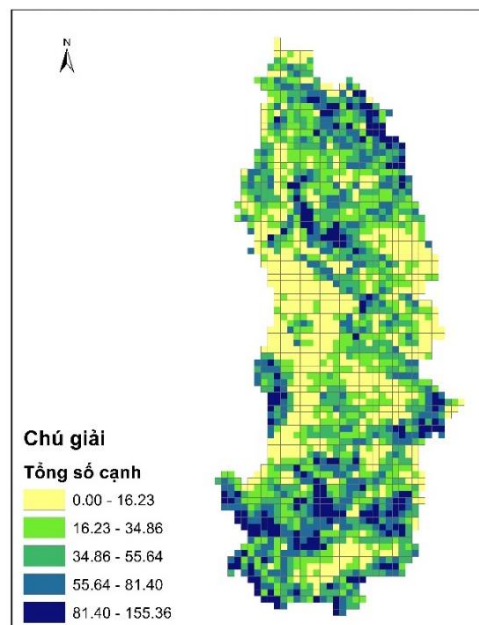 N
Chú giải
Tổng số cạnh
0.00 - 16.23
16.23 - 34.86
34.86 - 55.64
55.64 - 81.40
81.40 - 155.36